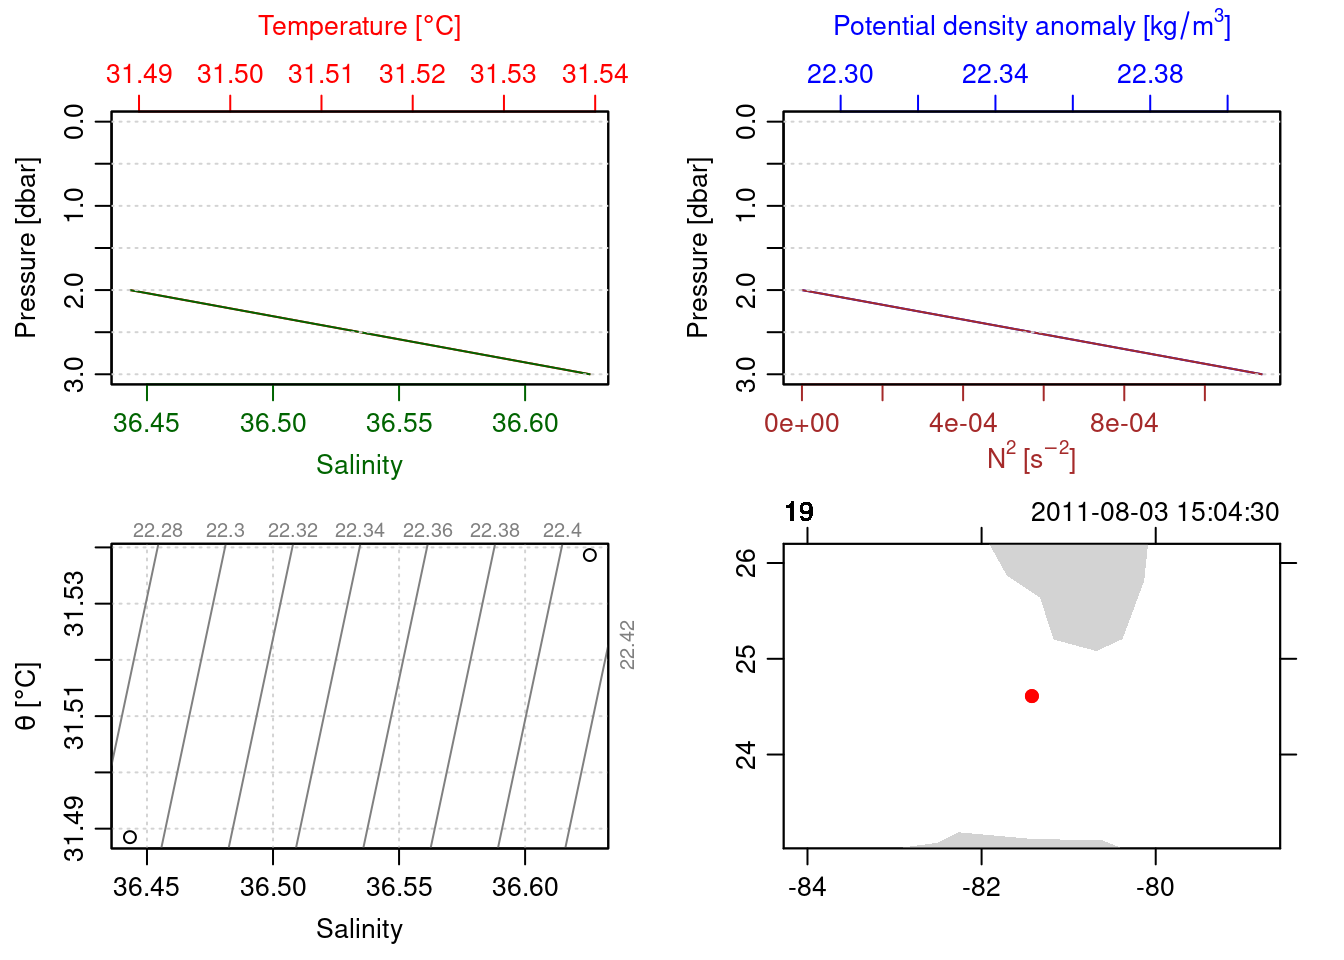 Temperature [°C]
31.49 31.50 31.51 31.52 31.53 31.54
Pressure [dbar]
0.0 1.0 2.0 3.0
36.45 36.50 36.55 36.60
Salinity
Potential density anomaly [kg/m³]
22.30 22.34 22.38
Pressure [dbar]
0.0 1.0 2.0 3.0
0e+00 4e-04 8e-04
N² [s⁻²]
22.28 22.3 22.32 22.34 22.36 22.38 22.4
22.42
θ [°C]
31.49 31.51 31.53
36.45 36.50 36.55 36.60
Salinity
19 2011-08-03 15:04:30
26
25
24
-84 -82 -80